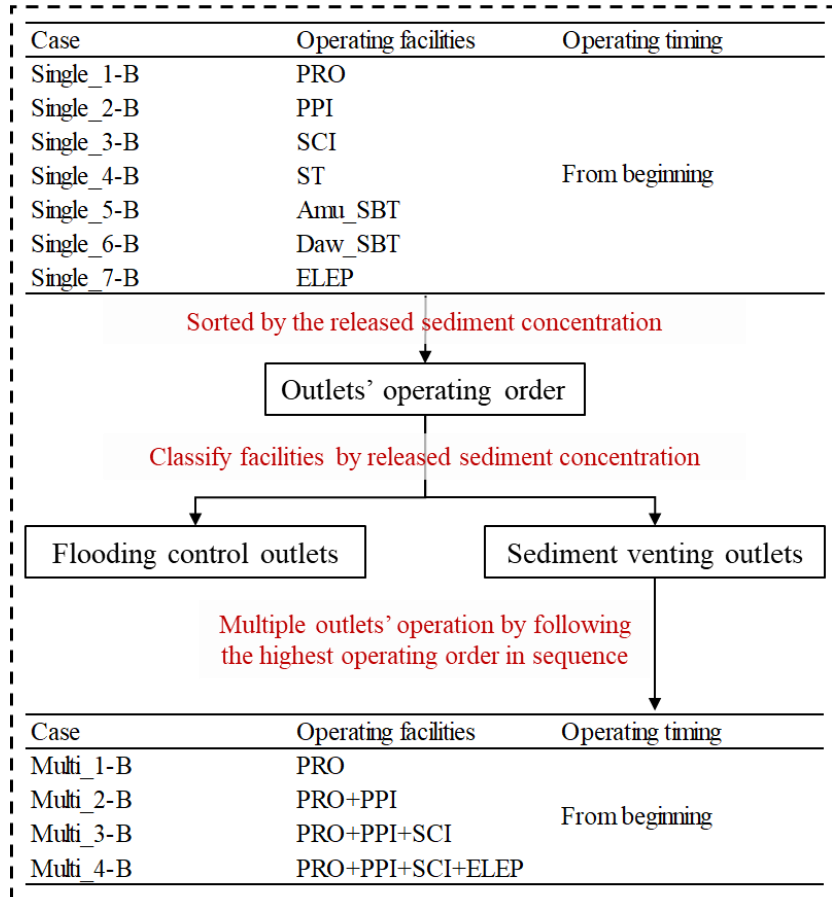 Case Operating facilities Operating timing
Single_1-B PRO
Single_2-B PPI
Single_3-B SCI
Single_4-B ST From beginning
Single_5-B Amu_SBT
Single_6-B Daw_SBT
Single_7-B ELEP
Sorted by the released sediment concentration
Outlets’ operating order
Classify facilities by released sediment concentration
Flooding control outlets Sediment venting outlets
Multiple outlets’ operation by following
the highest operating order in sequence
Case Operating facilities Operating timing
Multi_1-B PRO
Multi_2-B PRO+PPI From beginning
Multi_3-B PRO+PPI+SCI
Multi_4-B PRO+PPI+SCI+ELEP